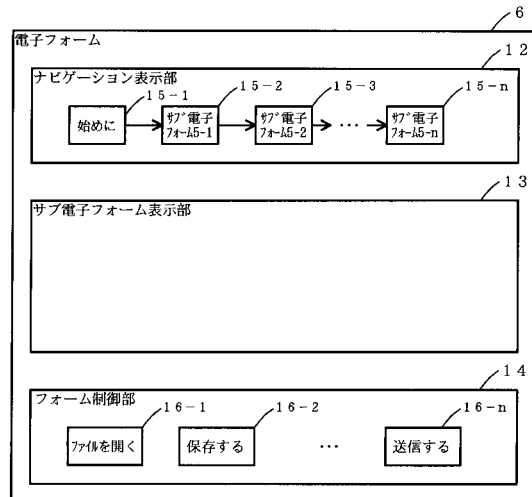 6
電子フォーム
12
ナビゲーション表示部
15-1
15-2
15-3
15-n
始めに
サブ電子
フォーム5-1
サブ電子
フォーム5-2
…
サブ電子
フォーム5-n
13
サブ電子フォーム表示部
14
フォーム制御部
16-1
16-2
16-n
ファイルを開く
保存する
…
送信する